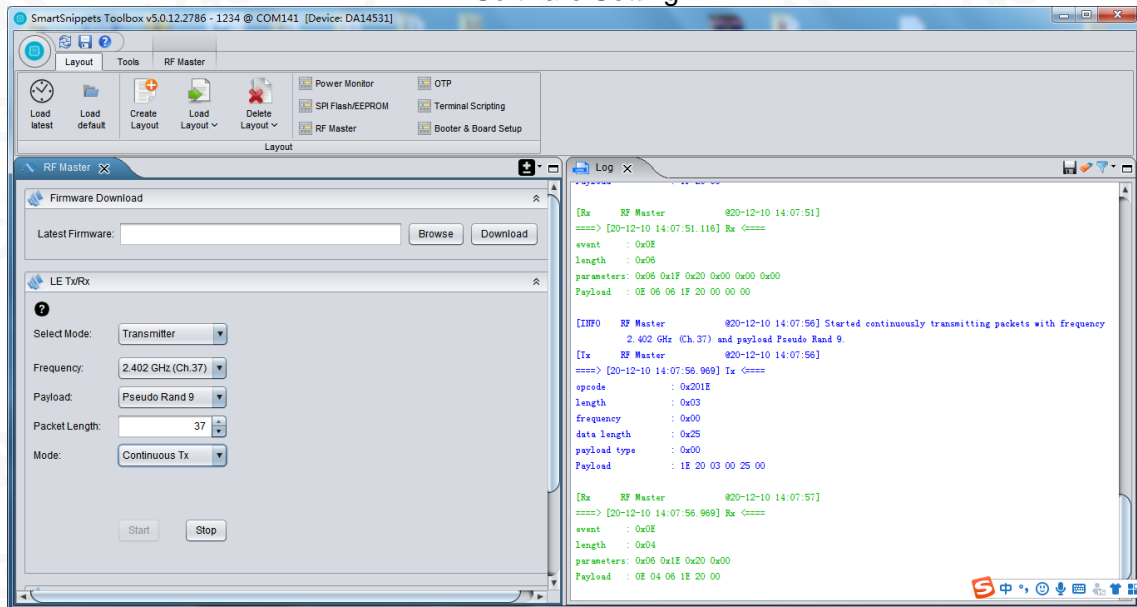 SmartSnippets Toolbox v5.0.12.2786 - 1234 @ COM141 [Device: DA14531]
Layout Tools RF Master
Load latest
Load default
Create Layout
Load Layout
Delete Layout
Power Monitor
SPI Flash/EEPROM
RF Master
OTP
Terminal Scripting
Booter & Board Setup
Layout
RF Master
Firmware Download
Latest Firmware: Browse Download
LE Tx/Rx
Select Mode: Transmitter
Frequency: 2.402 GHz (Ch.37)
Payload: Pseudo Rand 9
Packet Length: 37
Mode: Continuous Tx
Start Stop
Log
[Rx RF Master @20-12-10 14:07:51]
====> [20-12-10 14:07:51.116] Rx <====
event : 0x0E
length : 0x06
parameters: 0x06 0x1F 0x20 0x00 0x00 0x00
Payload : 0E 06 06 1F 20 00 00 00
[INFO RF Master @20-12-10 14:07:56] Started continuously transmitting packets with frequency
2.402 GHz (Ch.37) and payload Pseudo Rand 9.
[Tx RF Master @20-12-10 14:07:56]
====> [20-12-10 14:07:56.969] Tx <====
opcode : 0x201E
length : 0x03
frequency : 0x00
data length : 0x25
payload type : 0x00
Payload : 1E 20 03 00 25 00
[Rx RF Master @20-12-10 14:07:57]
====> [20-12-10 14:07:56.969] Rx <====
event : 0x0E
length : 0x04
parameters: 0x06 0x1E 0x20 0x00
Payload : 0E 04 06 1E 20 00
中